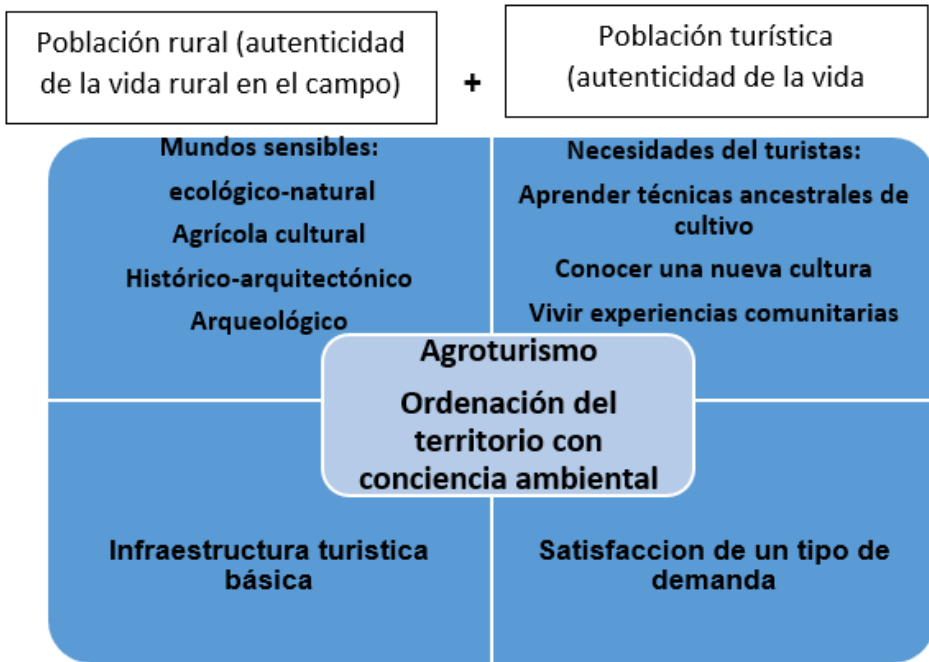 Población rural (autenticidad
de la vida rural en el campo)
+
Población turística
(autenticidad de la vida
Mundos sensibles:
ecológico-natural
Agrícola cultural
Histórico-arquitectónico
Arqueológico
Necesidades del turistas:
Aprender técnicas ancestrales de
cultivo
Conocer una nueva cultura
Vivir experiencias comunitarias
Agroturismo
Ordenación del
territorio con
conciencia ambiental
Infraestructura turistica
básica
Satisfaccion de un tipo de
demanda